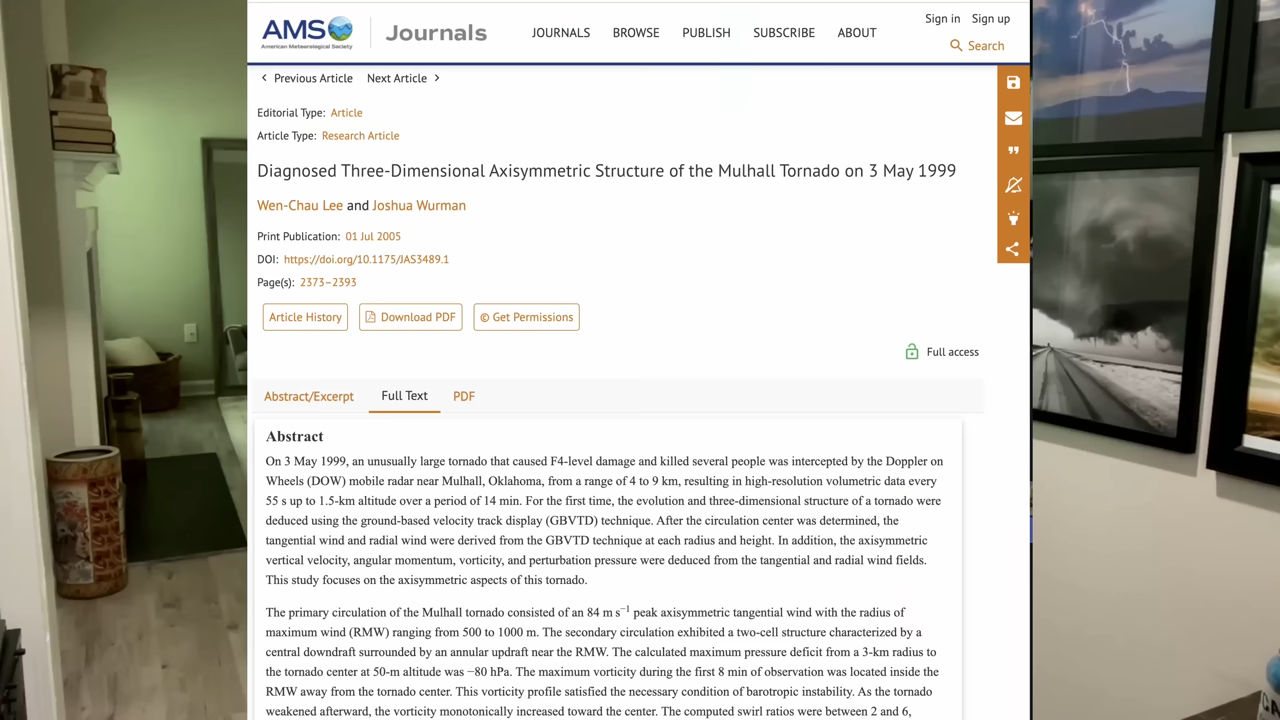 AMS
American Meteorological Society
Journals
JOURNALS BROWSE PUBLISH SUBSCRIBE ABOUT
Sign in Sign up
Search
Previous Article Next Article
Editorial Type: Article
Article Type: Research Article
Diagnosed Three-Dimensional Axisymmetric Structure of the Mulhall Tornado on 3 May 1999
Wen-Chau Lee and Joshua Wurman
Print Publication: 01 Jul 2005
DOI: https://doi.org/10.1175/JAS3489.1
Page(s): 2373–2393
Article History Download PDF © Get Permissions
Full access
Abstract/Excerpt Full Text PDF
Abstract
On 3 May 1999, an unusually large tornado that caused F4-level damage and killed several people was intercepted by the Doppler on
Wheels (DOW) mobile radar near Mulhall, Oklahoma, from a range of 4 to 9 km, resulting in high-resolution volumetric data every
55 s up to 1.5-km altitude over a period of 14 min. For the first time, the evolution and three-dimensional structure of a tornado were
deduced using the ground-based velocity track display (GBVTD) technique. After the circulation center was determined, the
tangential wind and radial wind were derived from the GBVTD technique at each radius and height. In addition, the axisymmetric
vertical velocity, angular momentum, vorticity, and perturbation pressure were deduced from the tangential and radial wind fields.
This study focuses on the axisymmetric aspects of this tornado.
The primary circulation of the Mulhall tornado consisted of an 84 m s⁻¹ peak axisymmetric tangential wind with the radius of
maximum wind (RMW) ranging from 500 to 1000 m. The secondary circulation exhibited a two-cell structure characterized by a
central downdraft surrounded by an annular updraft near the RMW. The calculated maximum pressure deficit from a 3-km radius to
the tornado center at 50-m altitude was −80 hPa. The maximum vorticity during the first 8 min of observation was located inside the
RMW away from the tornado center. This vorticity profile satisfied the necessary condition of barotropic instability. As the tornado
weakened afterward, the vorticity monotonically increased toward the center. The computed swirl ratios were between 2 and 6,